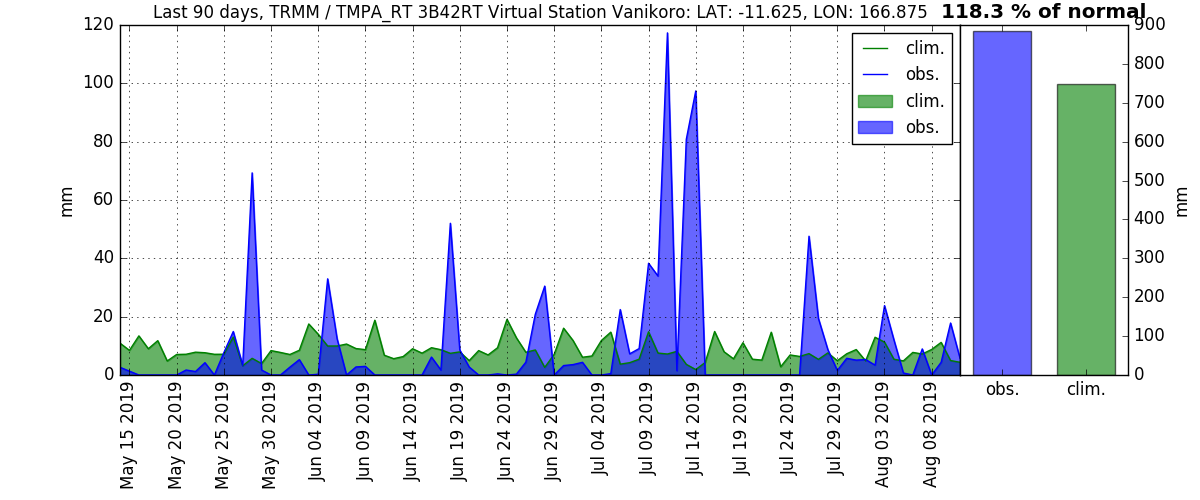 Last 90 days, TRMM / TMPA_RT 3B42RT Virtual Station Vanikoro: LAT: -11.625, LON: 166.875 118.3 % of normal
clim.
obs.
clim.
obs.
120
100
80
60
40
20
0
mm
May 15 2019
May 20 2019
May 25 2019
May 30 2019
Jun 04 2019
Jun 09 2019
Jun 14 2019
Jun 19 2019
Jun 24 2019
Jun 29 2019
Jul 04 2019
Jul 09 2019
Jul 14 2019
Jul 19 2019
Jul 24 2019
Jul 29 2019
Aug 03 2019
Aug 08 2019
900
800
700
600
500
400
300
200
100
0
mm
obs.
clim.